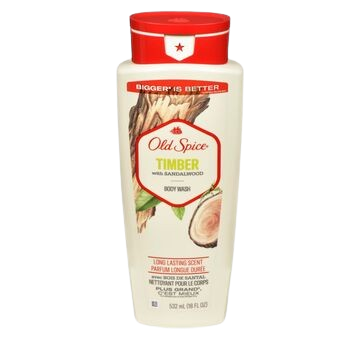 BIGGER IS BETTER
Old Spice
TIMBER
with SANDALWOOD
BODY WASH
LONG LASTING SCENT
PARFUM LONGUE DURÉE
avec BOIS DE SANTAL
NETTOYANT POUR LE CORPS
PLUS GRAND,
C'EST MIEUX
532 mL (18 FL OZ)